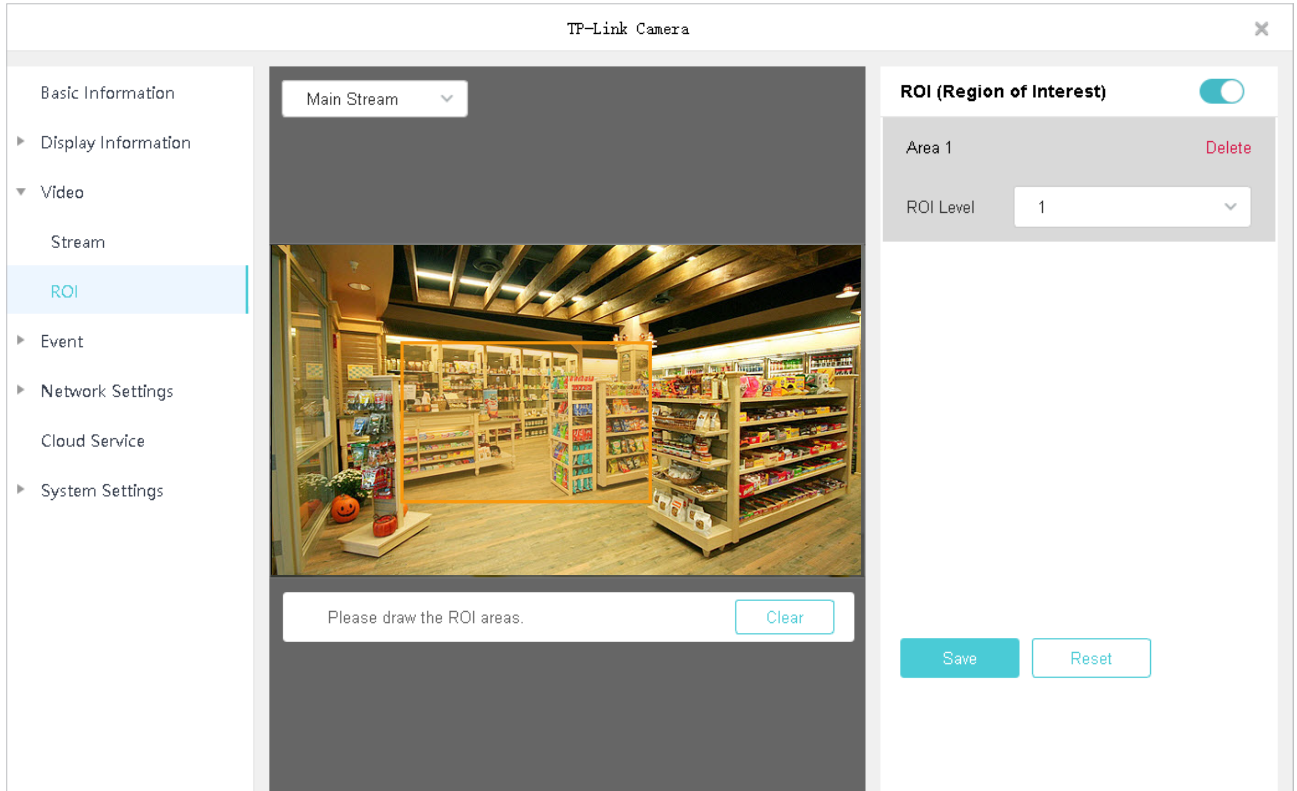 TP-Link Camera
Basic Information
Display Information
Video
Stream
ROI
Event
Network Settings
Cloud Service
System Settings
Main Stream
Please draw the ROI areas.
Clear
ROI (Region of Interest)
Area 1 Delete
ROI Level 1
Save Reset